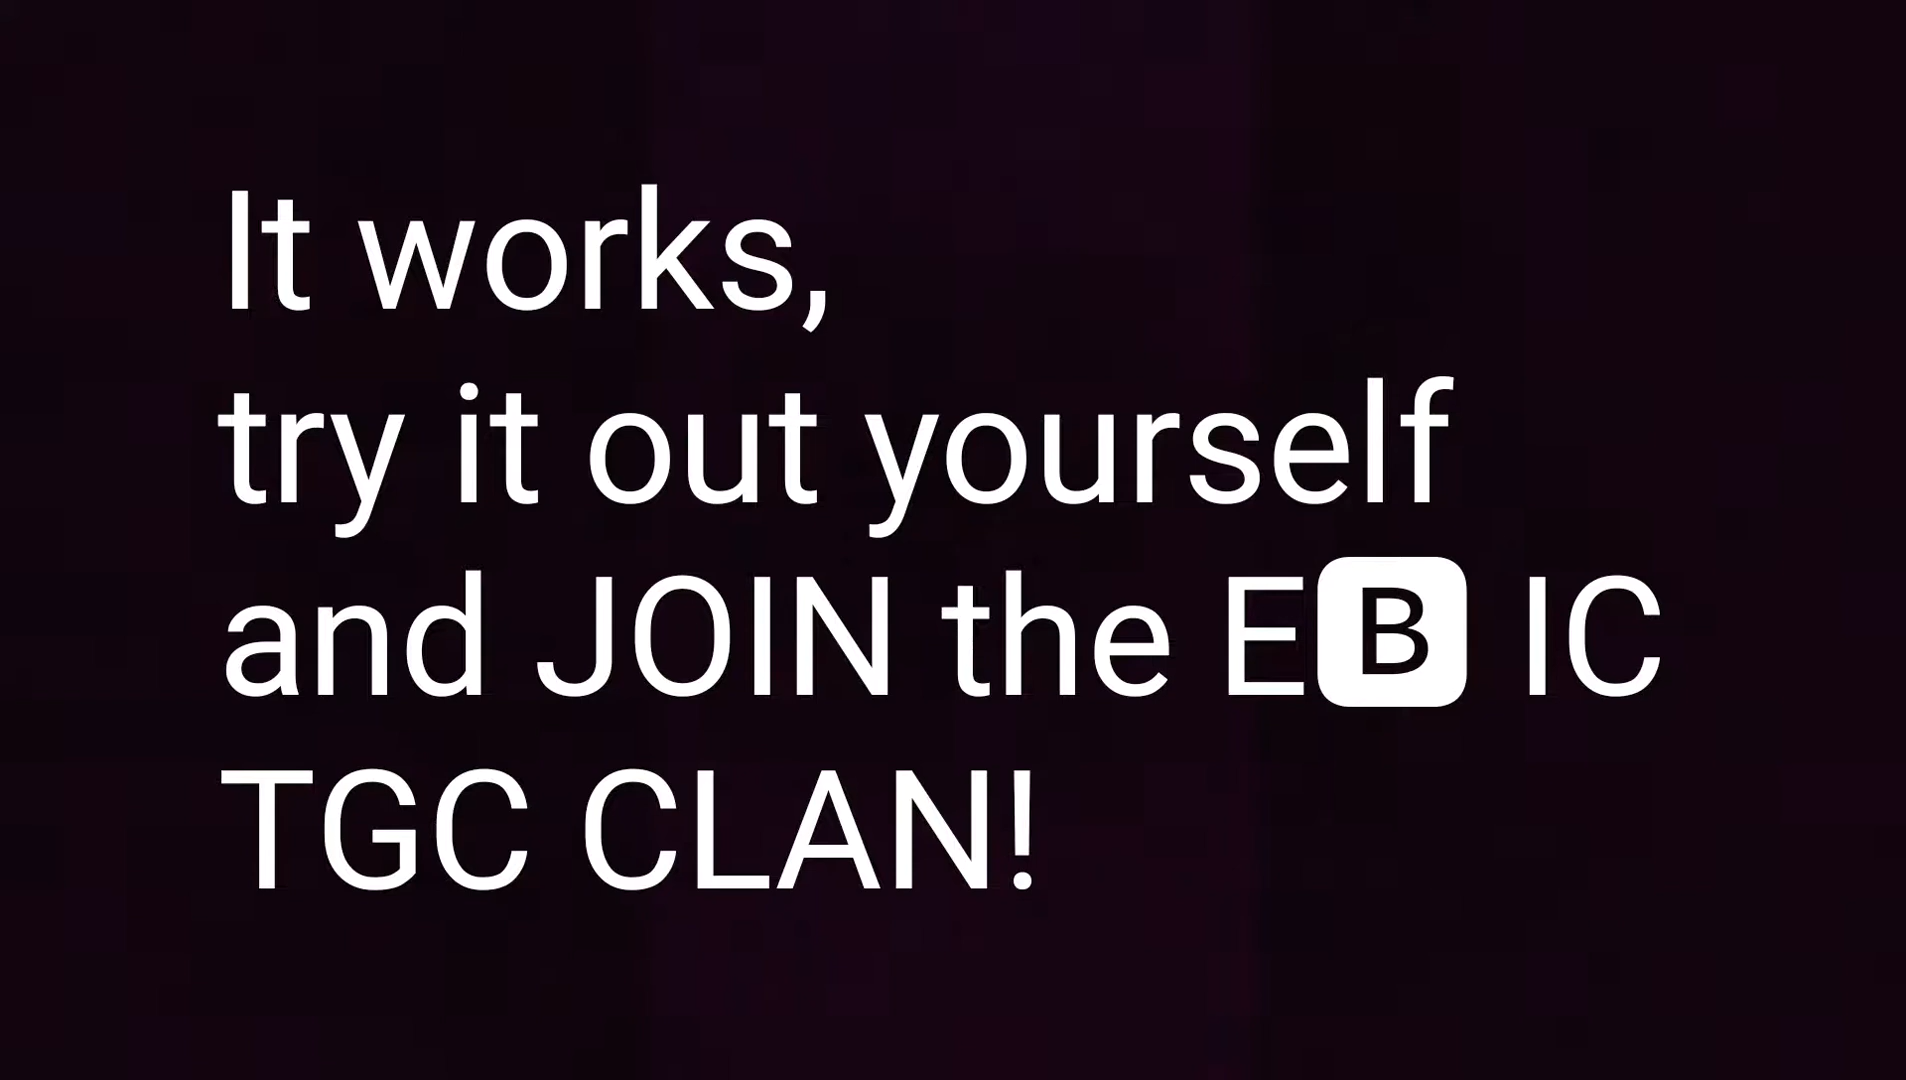 It works,
try it out yourself
and JOIN the E🅱 IC
TGC CLAN!